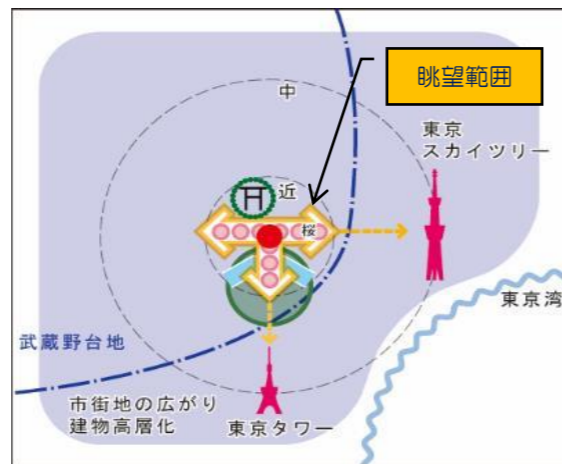 眺望範囲
中
東京
スカイツリー
近
桜
東京湾
武蔵野台地
市街地の広がり
建物高層化
東京タワー